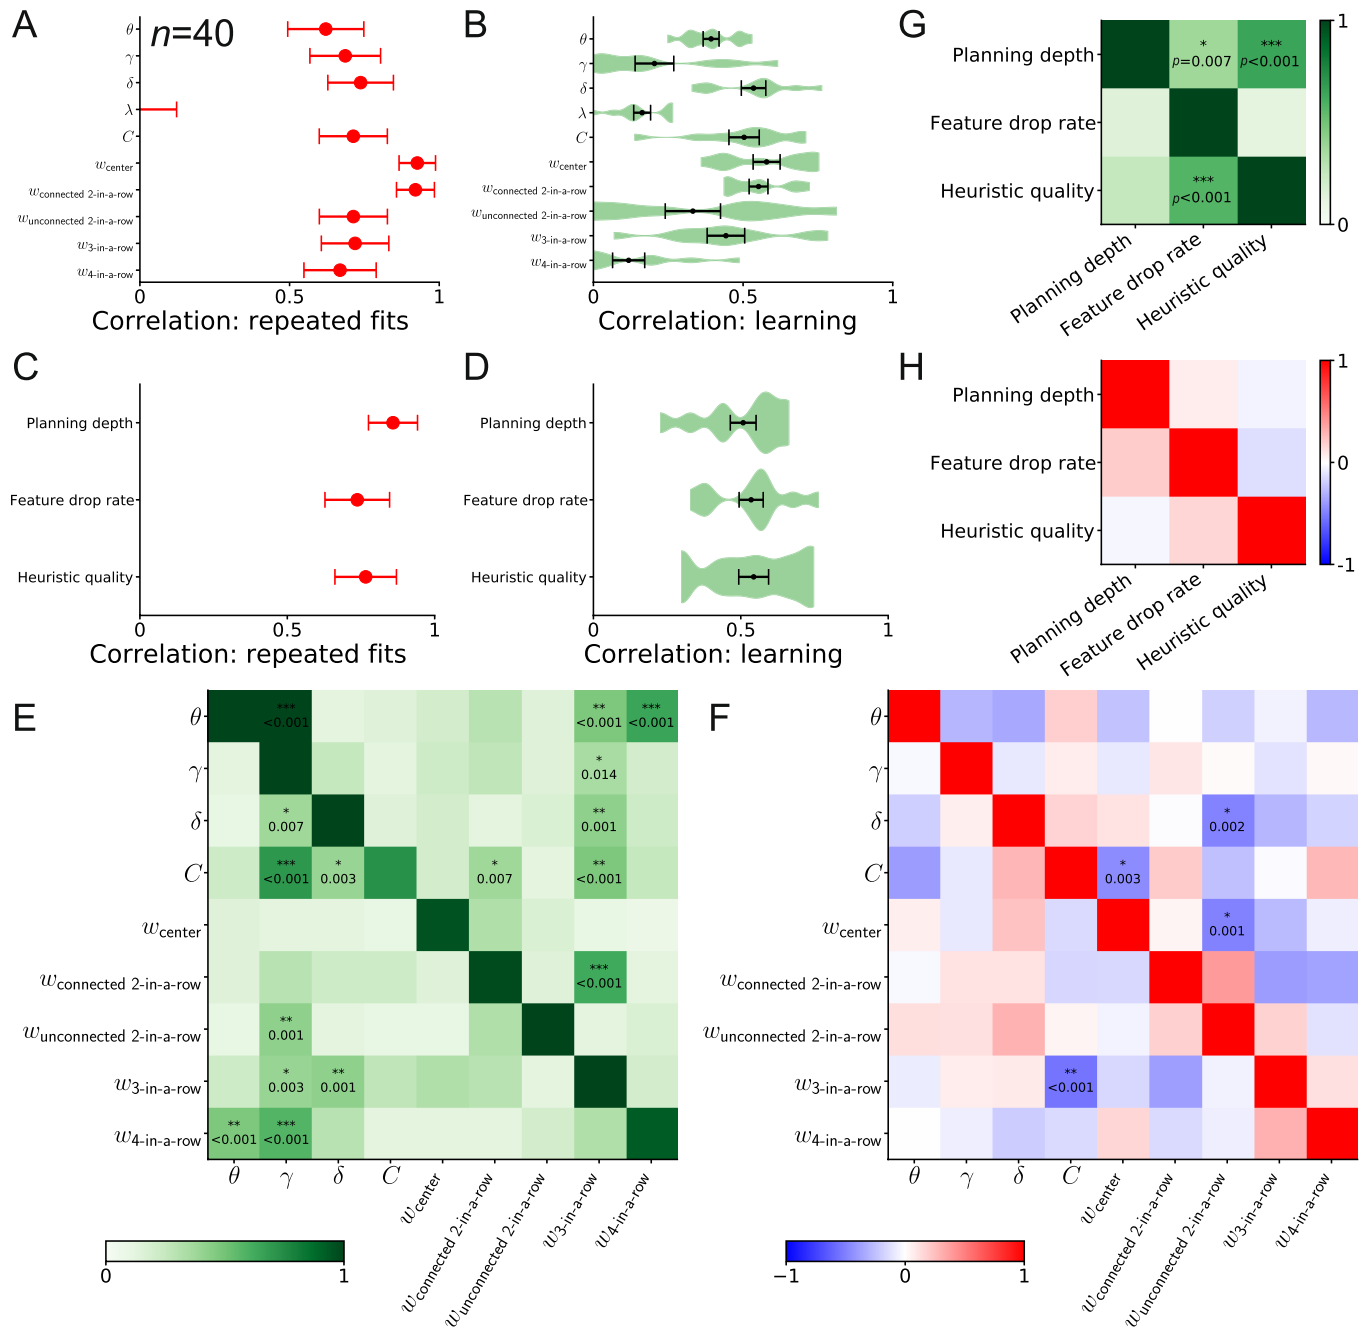 A
n=40
θ
γ
δ
λ
C
w_center
w_connected 2-in-a-row
w_unconnected 2-in-a-row
w_3-in-a-row
w_4-in-a-row
0 0.5 1
Correlation: repeated fits
B
θ
γ
δ
λ
C
w_center
w_connected 2-in-a-row
w_unconnected 2-in-a-row
w_3-in-a-row
w_4-in-a-row
0 0.5 1
Correlation: learning
G
Planning depth
* ***
p=0.007 p<0.001
Feature drop rate
Heuristic quality
***
p<0.001
Planning depth
Feature drop rate
Heuristic quality
1
0
C
Planning depth
Feature drop rate
Heuristic quality
0 0.5 1
Correlation: repeated fits
D
Planning depth
Feature drop rate
Heuristic quality
0 0.5 1
Correlation: learning
H
Planning depth
Feature drop rate
Heuristic quality
Planning depth
Feature drop rate
Heuristic quality
1
0
-1
E
θ
*** ** ***
<0.001 <0.001 <0.001
γ
*
0.014
δ
* **
0.007 0.001
C
*** * * **
<0.001 0.003 0.007 <0.001
w_center
w_connected 2-in-a-row
***
<0.001
w_unconnected 2-in-a-row
**
0.001
w_3-in-a-row
* **
0.003 0.001
w_4-in-a-row
** ***
<0.001 <0.001
θ γ δ C
w_center
w_connected 2-in-a-row
w_unconnected 2-in-a-row
w_3-in-a-row
w_4-in-a-row
0 1
F
θ
γ
δ
*
0.002
C
*
0.003
w_center
*
0.001
w_connected 2-in-a-row
w_unconnected 2-in-a-row
w_3-in-a-row
**
<0.001
w_4-in-a-row
θ γ δ C
w_center
w_connected 2-in-a-row
w_unconnected 2-in-a-row
w_3-in-a-row
w_4-in-a-row
−1 0 1